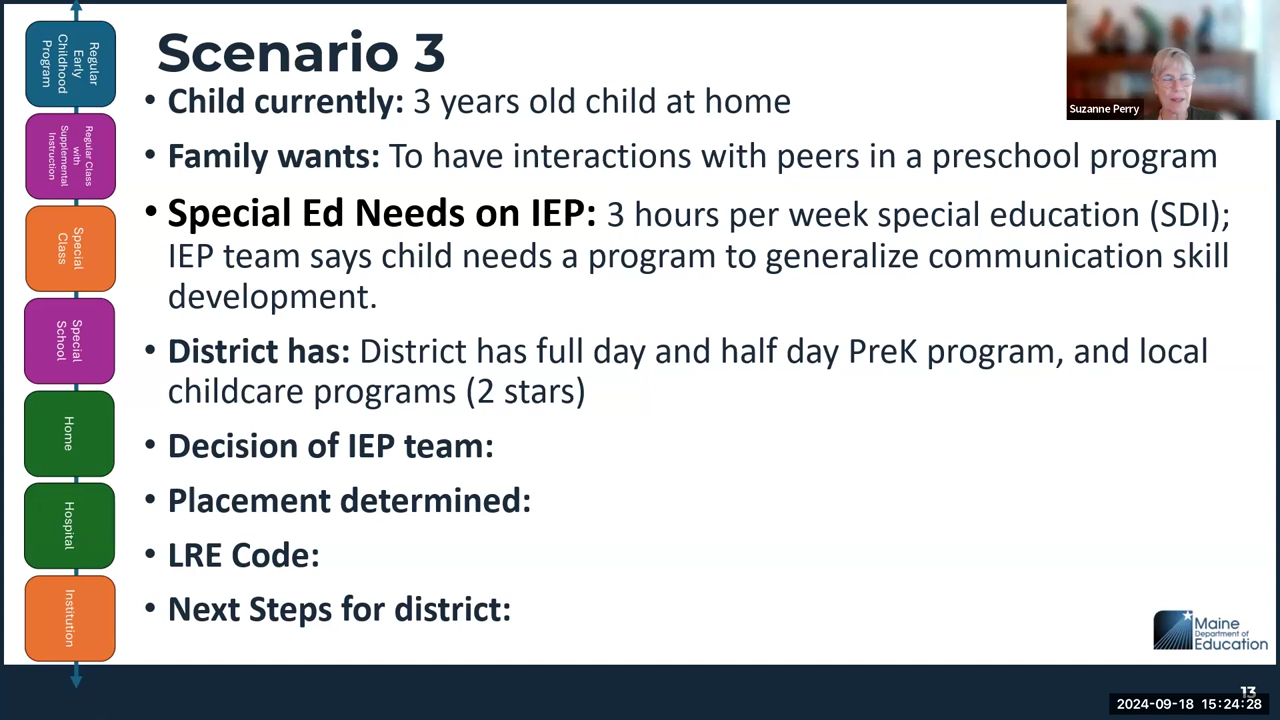 Regular
Early
Childhood
Program
Regular Class
with
Supplemental
Instruction
Special
Class
Special
School
Home
Hospital
Institution
Scenario 3
• Child currently: 3 years old child at home
• Family wants: To have interactions with peers in a preschool program
• Special Ed Needs on IEP: 3 hours per week special education (SDI);
IEP team says child needs a program to generalize communication skill
development.
• District has: District has full day and half day PreK program, and local
childcare programs (2 stars)
• Decision of IEP team:
• Placement determined:
• LRE Code:
• Next Steps for district:
Suzanne Perry
Maine
Department of
Education
13
2024-09-18 15:24:28